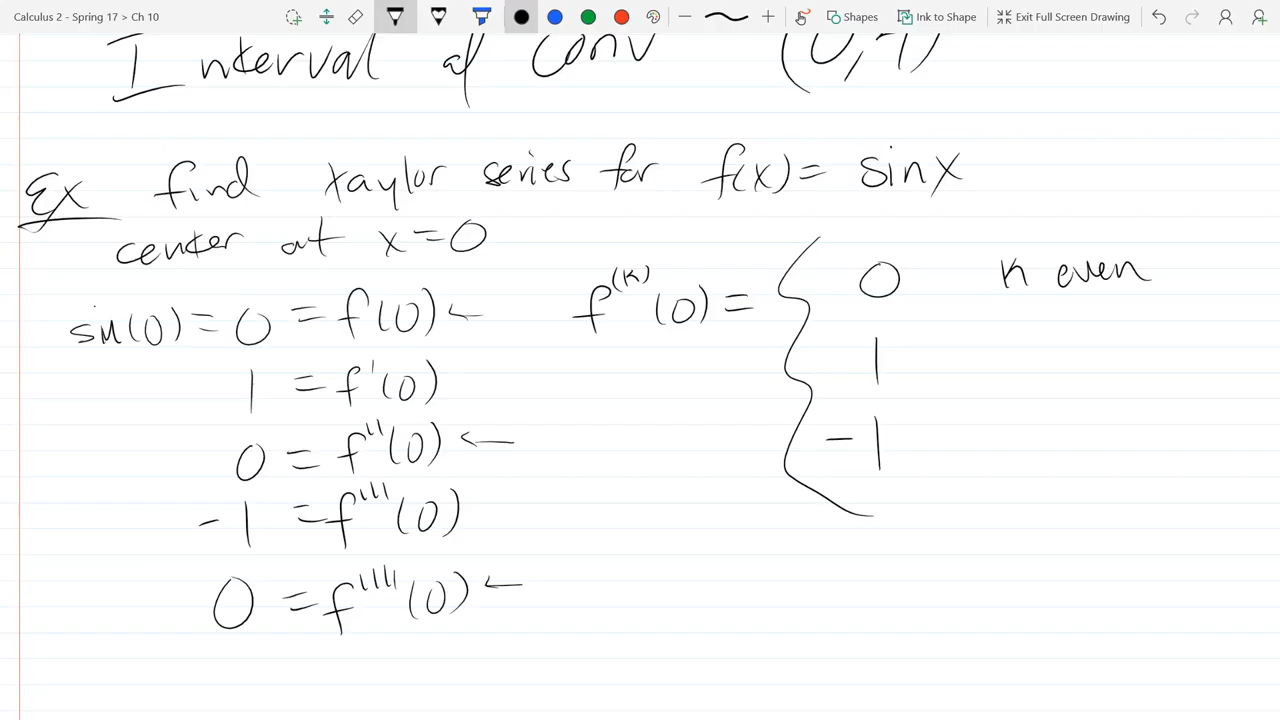 Calculus 2 - Spring 17 > Ch 10
Shapes
Ink to Shape
Exit Full Screen Drawing
Interval of Conv (0,
Ex find taylor series for f(x) = sinx
center at x=0
sin(0) = 0 = f(0) ←
1 = f'(0)
0 = f''(0) ←
-1 = f'''(0)
0 = f''''(0) ←
f^(k)(0) = {
0 k even
1
-1